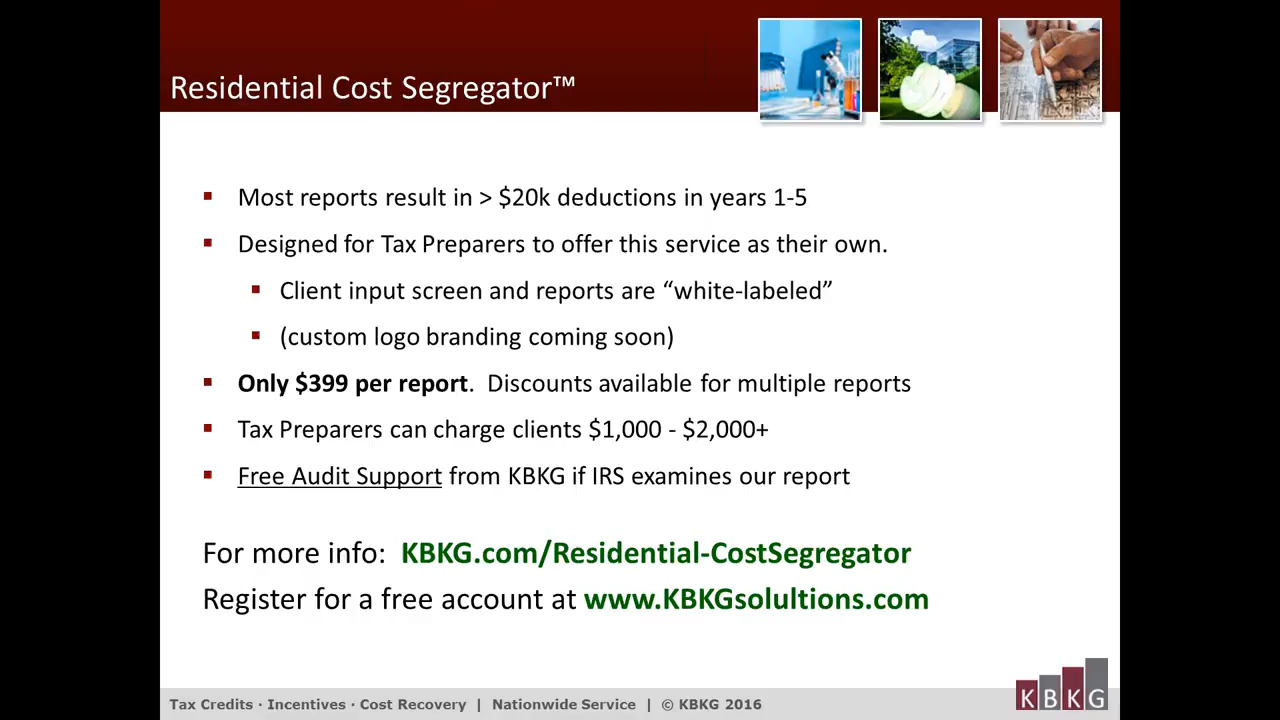 Residential Cost Segregator™
Most reports result in > $20k deductions in years 1-5
Designed for Tax Preparers to offer this service as their own.
Client input screen and reports are “white-labeled”
(custom logo branding coming soon)
Only $399 per report.  Discounts available for multiple reports
Tax Preparers can charge clients $1,000 - $2,000+
Free Audit Support from KBKG if IRS examines our report
For more info:  KBKG.com/Residential-CostSegregator
Register for a free account at www.KBKGsolultions.com
Tax Credits · Incentives · Cost Recovery  |  Nationwide Service  |  © KBKG 2016
KBKG